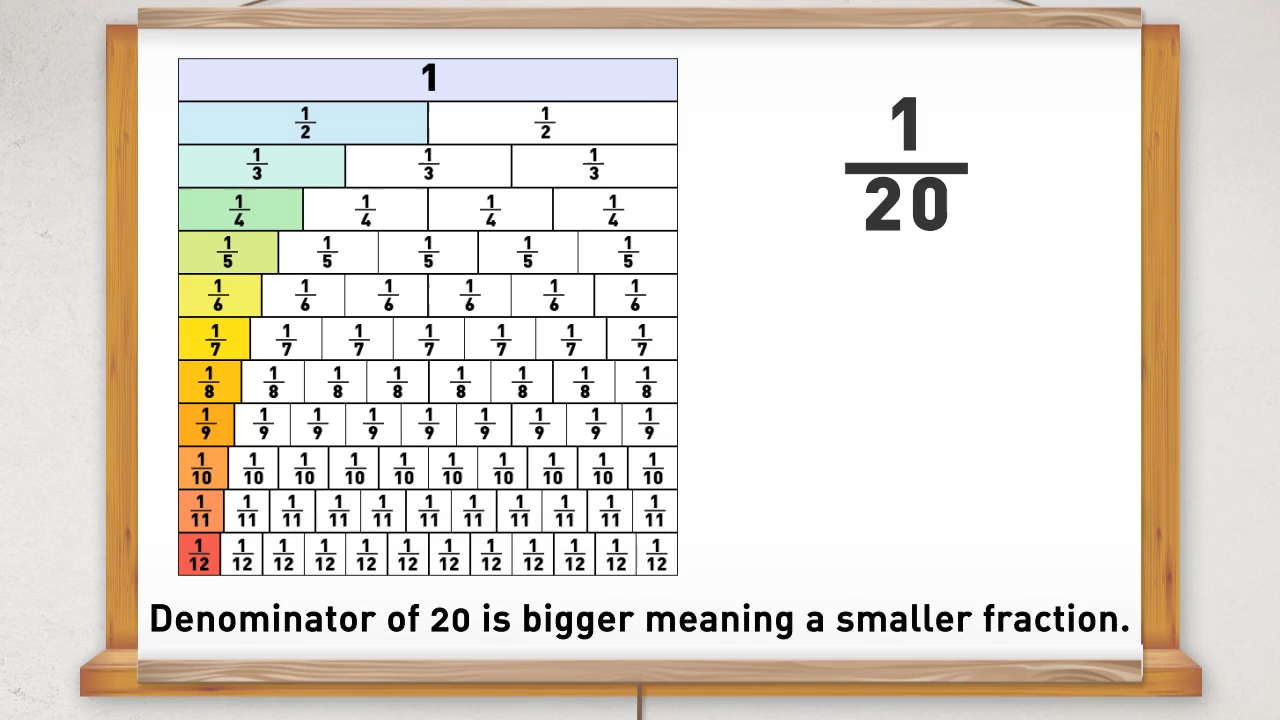 1
1/2 1/2
1/3 1/3 1/3
1/4 1/4 1/4 1/4
1/5 1/5 1/5 1/5 1/5
1/6 1/6 1/6 1/6 1/6 1/6
1/7 1/7 1/7 1/7 1/7 1/7 1/7
1/8 1/8 1/8 1/8 1/8 1/8 1/8 1/8
1/9 1/9 1/9 1/9 1/9 1/9 1/9 1/9 1/9
1/10 1/10 1/10 1/10 1/10 1/10 1/10 1/10 1/10 1/10
1/11 1/11 1/11 1/11 1/11 1/11 1/11 1/11 1/11 1/11 1/11
1/12 1/12 1/12 1/12 1/12 1/12 1/12 1/12 1/12 1/12 1/12 1/12
1/20
Denominator of 20 is bigger meaning a smaller fraction.